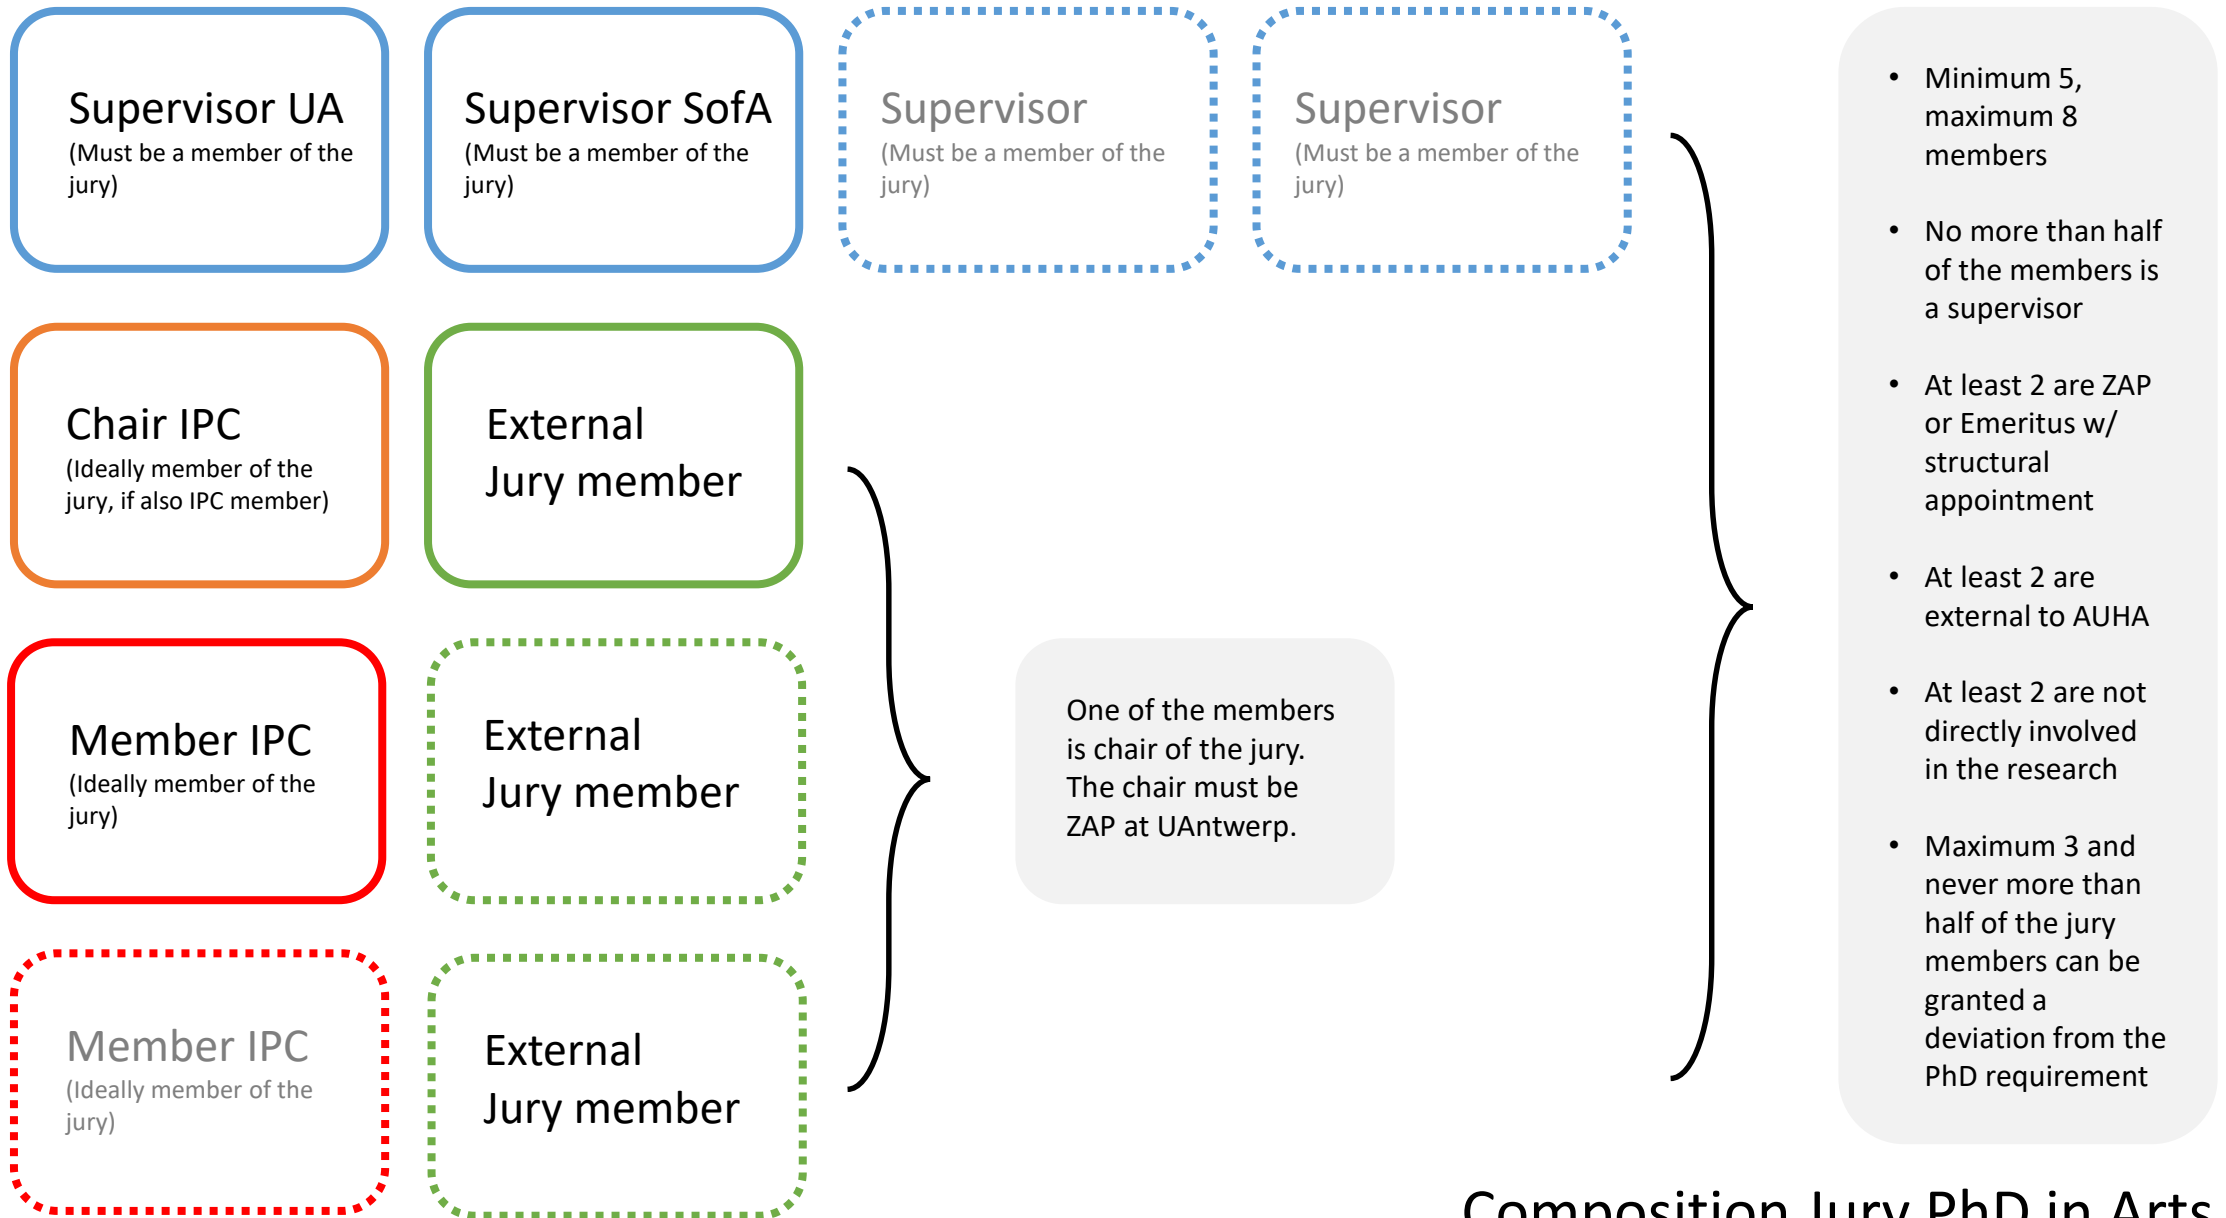 Supervisor UA
(Must be a member of the
jury)
Supervisor SofA
(Must be a member of the
jury)
Supervisor
(Must be a member of the
jury)
Supervisor
(Must be a member of the
jury)
Chair IPC
(Ideally member of the
jury, if also IPC member)
External
Jury member
Member IPC
(Ideally member of the
jury)
External
Jury member
Member IPC
(Ideally member of the
jury)
External
Jury member
One of the members
is chair of the jury.
The chair must be
ZAP at UAntwerp.
• Minimum 5,
maximum 8
members
• No more than half
of the members is
a supervisor
• At least 2 are ZAP
or Emeritus w/
structural
appointment
• At least 2 are
external to AUHA
• At least 2 are not
directly involved
in the research
• Maximum 3 and
never more than
half of the jury
members can be
granted a
deviation from the
PhD requirement
Composition Jury PhD in Arts